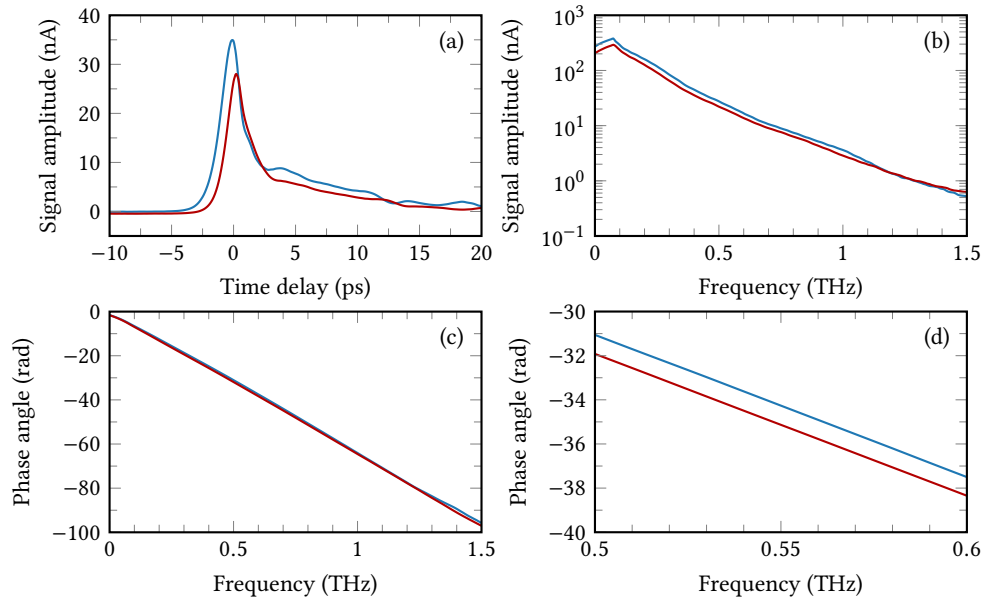 Signal amplitude (nA)
40
30
20
10
0
(a)
−10 −5 0 5 10 15 20
Time delay (ps)
Signal amplitude (nA)
10³
10²
10¹
10⁰
10⁻¹
(b)
0 0.5 1 1.5
Frequency (THz)
Phase angle (rad)
0
−20
−40
−60
−80
−100
(c)
0 0.5 1 1.5
Frequency (THz)
Phase angle (rad)
−30
−32
−34
−36
−38
−40
(d)
0.5 0.55 0.6
Frequency (THz)